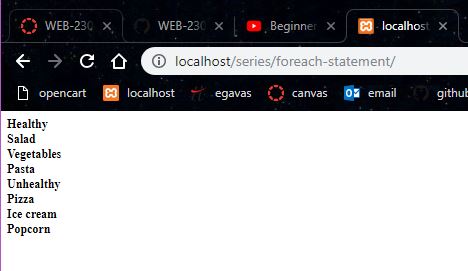 WEB-230 WEB-230 Beginner localhost
localhost/series/foreach-statement/
opencart localhost egavas canvas email github
Healthy
Salad
Vegetables
Pasta
Unhealthy
Pizza
Ice cream
Popcorn